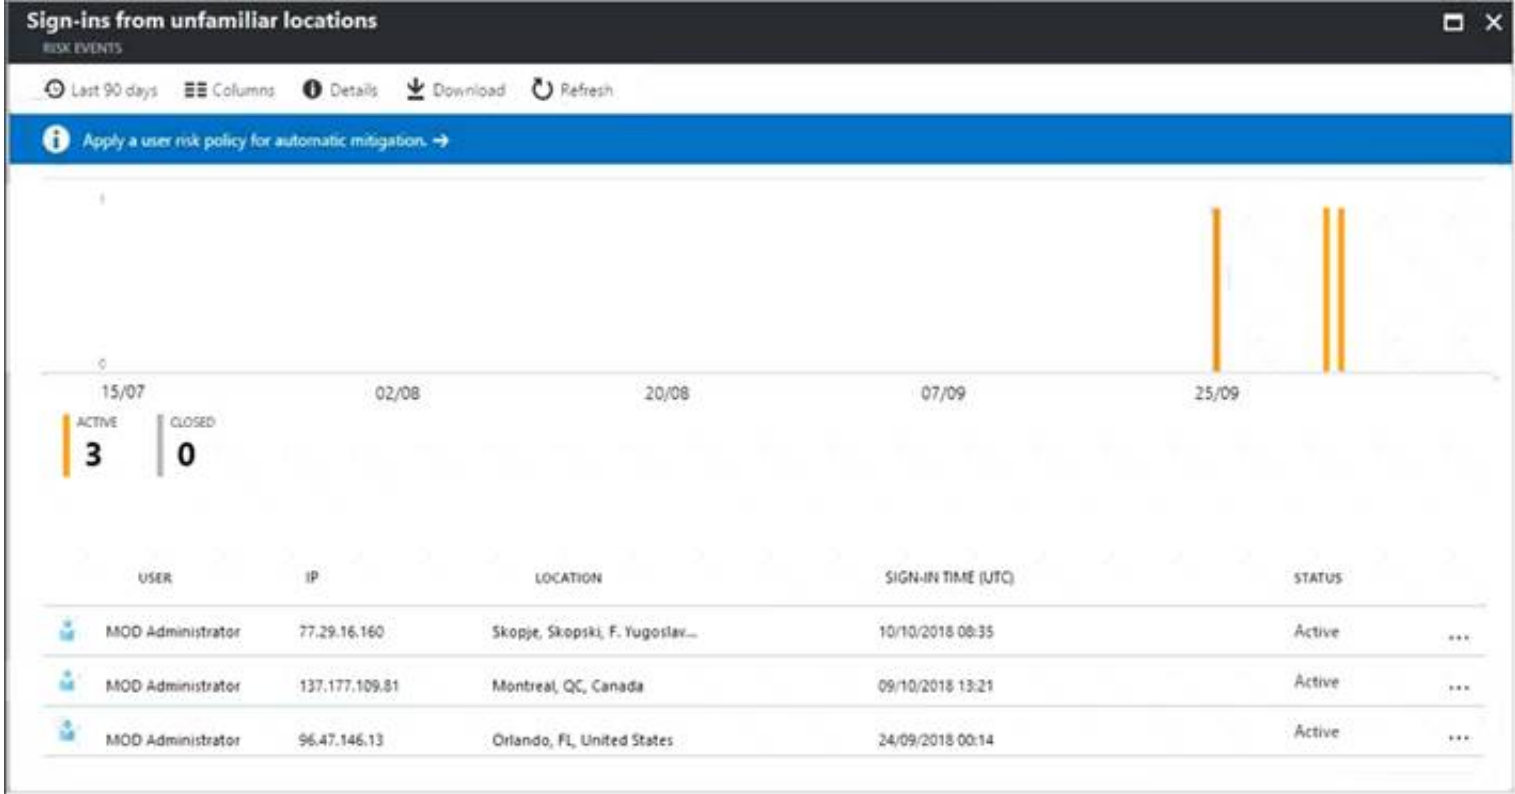 Sign-ins from unfamiliar locations
RISK EVENTS
Last 90 days Columns Details Download Refresh
Apply a user risk policy for automatic mitigation. →
1
0
15/07 02/08 20/08 07/09 25/09
ACTIVE CLOSED
3 0
USER IP LOCATION SIGN-IN TIME (UTC) STATUS
MOD Administrator 77.29.16.160 Skopje, Skopski, F. Yugoslav... 10/10/2018 08:35 Active ...
MOD Administrator 137.177.109.81 Montreal, QC, Canada 09/10/2018 13:21 Active ...
MOD Administrator 96.47.146.13 Orlando, FL, United States 24/09/2018 00:14 Active ...